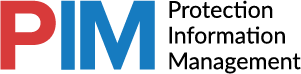 PIM
Protection
Information
Management